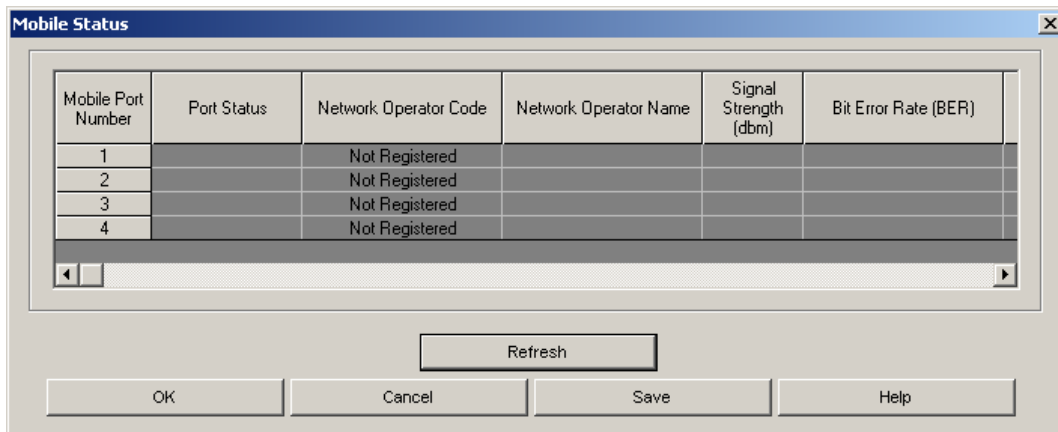 Mobile Status
Mobile Port Number	Port Status	Network Operator Code	Network Operator Name	Signal Strength (dbm)	Bit Error Rate (BER)
1	Not Registered
2	Not Registered
3	Not Registered
4	Not Registered
Refresh
OK	Cancel	Save	Help